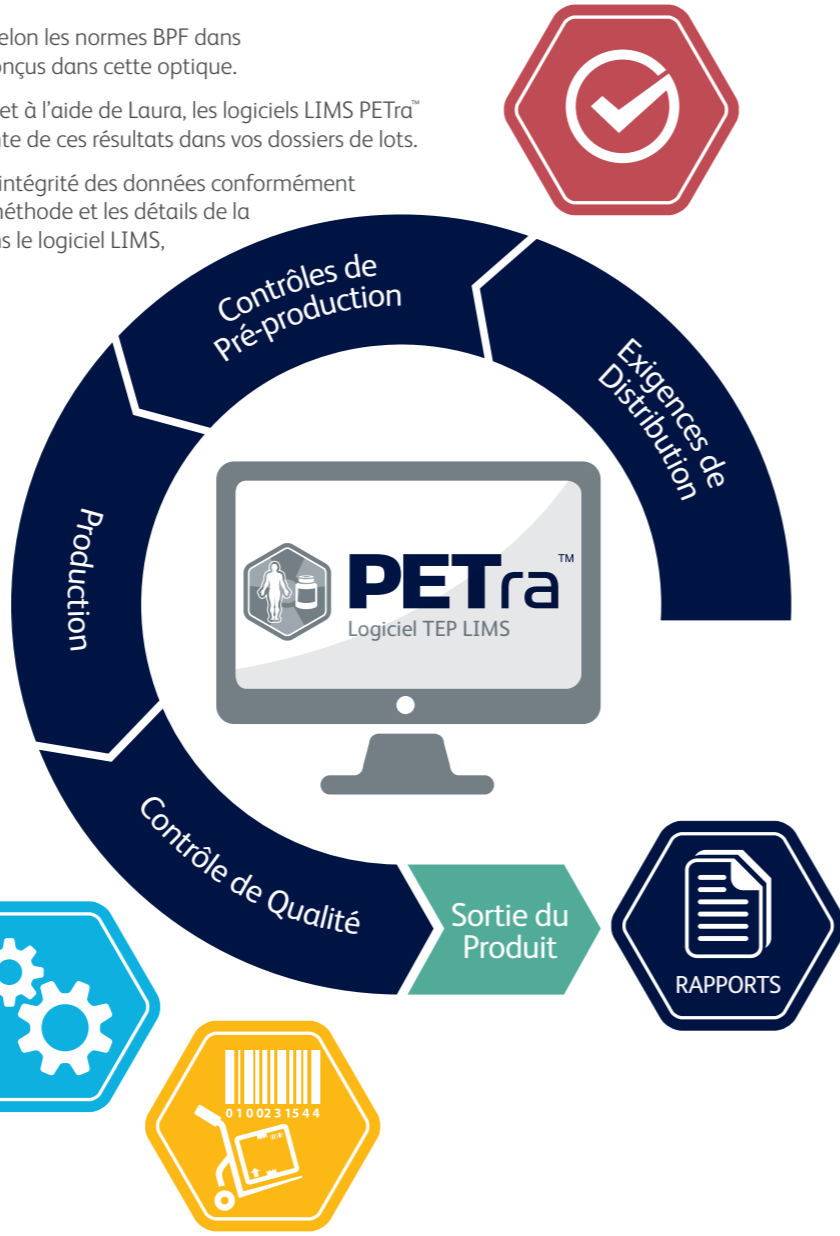 elon les normes BPF dans
onçus dans cette optique.
et à l'aide de Laura, les logiciels LIMS PETra™
te de ces résultats dans vos dossiers de lots.
intégrité des données conformément
méthode et les détails de la
s le logiciel LIMS,
Contrôles de
Pré-production
Exigences de
Distribution
Production
PETra™
Logiciel TEP LIMS
Contrôle de Qualité
Sortie du
Produit
RAPPORTS
0100231544